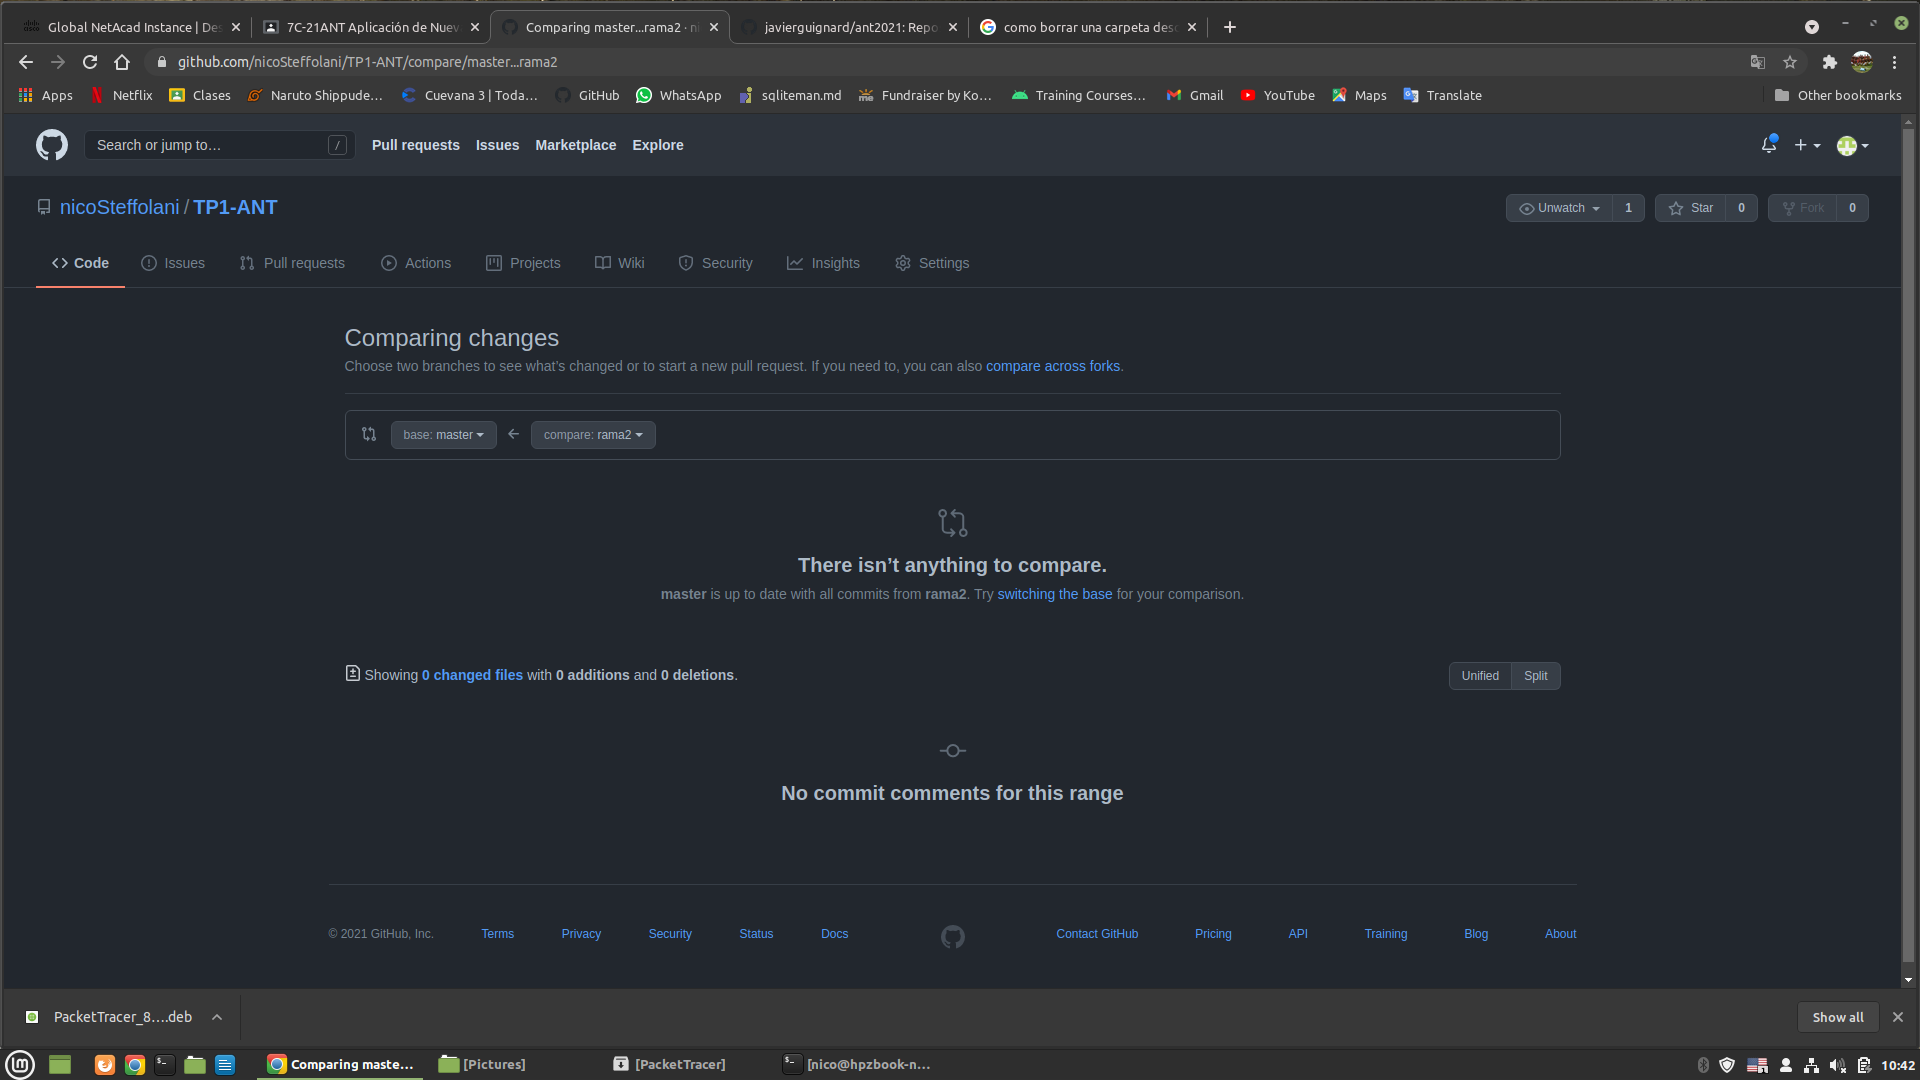 Global NetAcad Instance | Des
7C-21ANT Aplicación de Nuev
Comparing master...rama2 · ni
javierguignard/ant2021: Repo
como borrar una carpeta desc
github.com/nicoSteffolani/TP1-ANT/compare/master...rama2
Apps
Netflix
Clases
Naruto Shippude...
Cuevana 3 | Toda...
GitHub
WhatsApp
sqliteman.md
Fundraiser by Ko...
Training Courses...
Gmail
YouTube
Maps
Translate
Other bookmarks
Search or jump to…
/
Pull requests
Issues
Marketplace
Explore
nicoSteffolani / TP1-ANT
Unwatch 1
Star 0
Fork 0
Code
Issues
Pull requests
Actions
Projects
Wiki
Security
Insights
Settings
Comparing changes
Choose two branches to see what's changed or to start a new pull request. If you need to, you can also compare across forks.
base: master
compare: rama2
There isn't anything to compare.
master is up to date with all commits from rama2. Try switching the base for your comparison.
Showing 0 changed files with 0 additions and 0 deletions.
Unified
Split
No commit comments for this range
© 2021 GitHub, Inc.
Terms
Privacy
Security
Status
Docs
Contact GitHub
Pricing
API
Training
Blog
About
PacketTracer_8....deb
Show all
Comparing maste...
[Pictures]
[PacketTracer]
[nico@hpzbook-n...
10:42